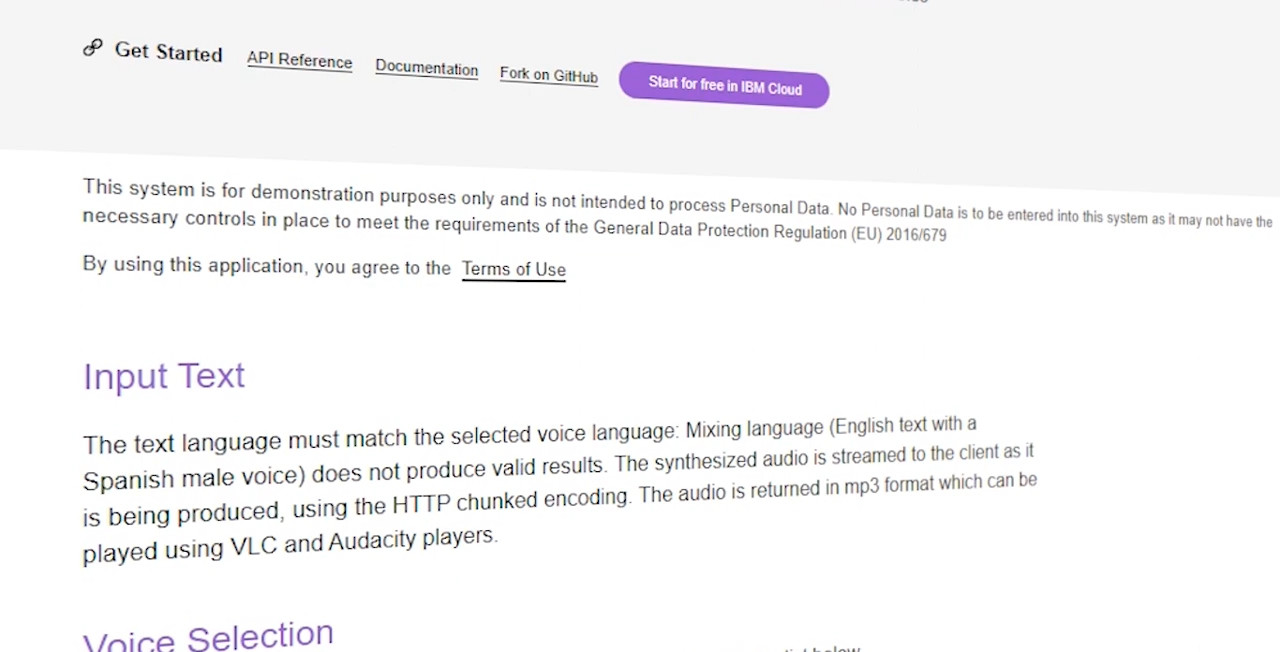 Get Started API Reference Documentation Fork on GitHub Start for free in IBM Cloud
This system is for demonstration purposes only and is not intended to process Personal Data. No Personal Data is to be entered into this system as it may not have the
necessary controls in place to meet the requirements of the General Data Protection Regulation (EU) 2016/679
By using this application, you agree to the Terms of Use
Input Text
The text language must match the selected voice language: Mixing language (English text with a
Spanish male voice) does not produce valid results. The synthesized audio is streamed to the client as it
is being produced, using the HTTP chunked encoding. The audio is returned in mp3 format which can be
played using VLC and Audacity players.
Voice Selection
below